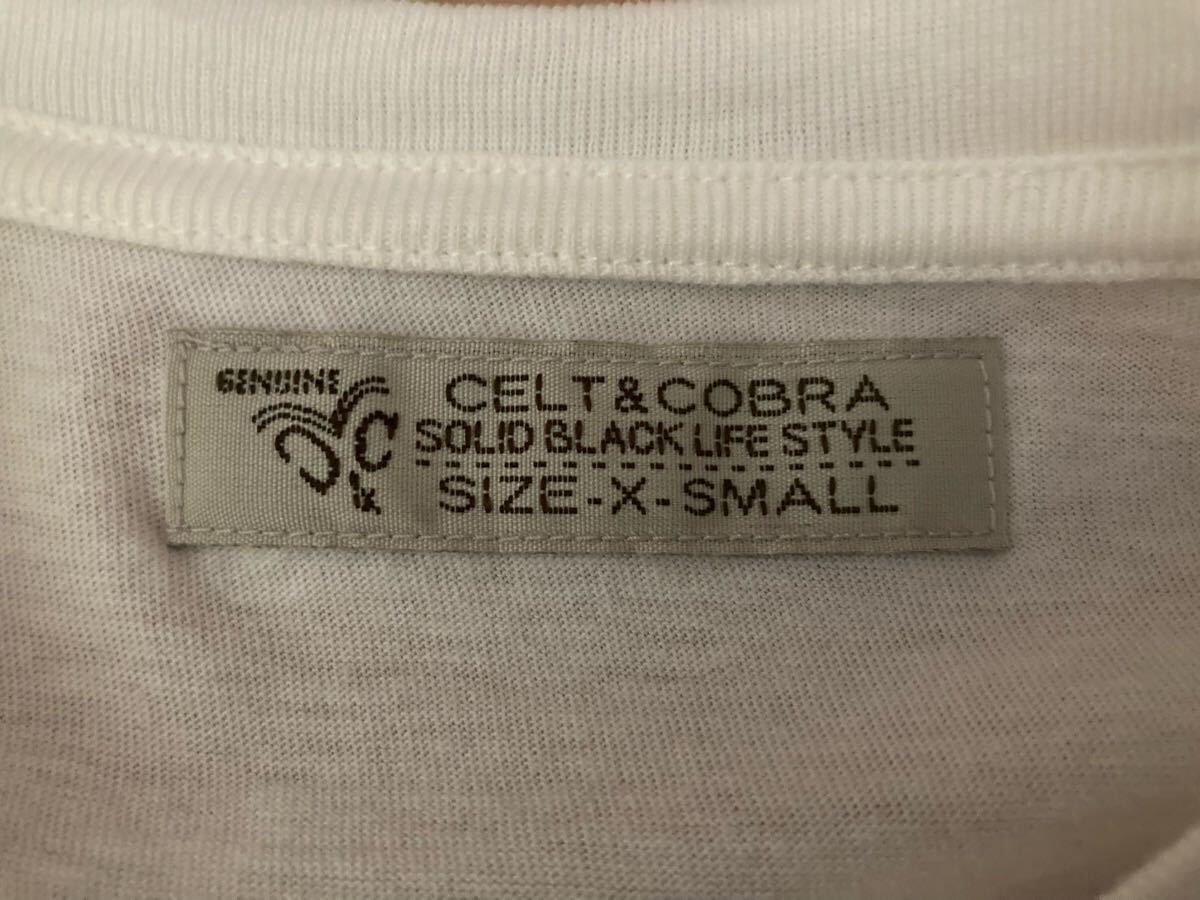 GENUINE
CELT&COBRA
SOLID BLACK LIFE STYLE
SIZE-X-SMALL